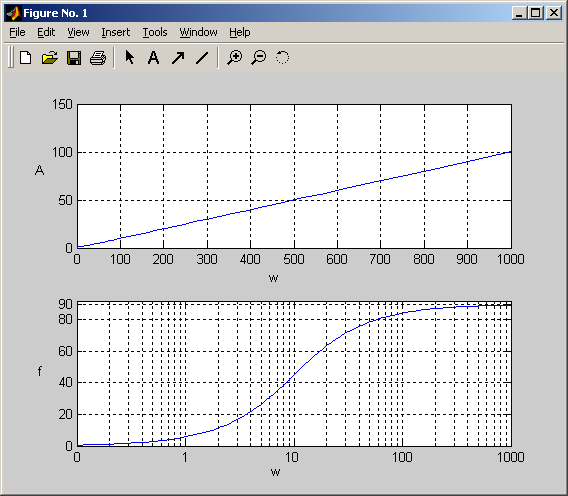 Figure No. 1
File Edit View Insert Tools Window Help
A
150
A
100
50
0
0 100 200 300 400 500 600 700 800 900 1000
w
90
80
60
f
40
20
0
0 1 10 100 1000
w